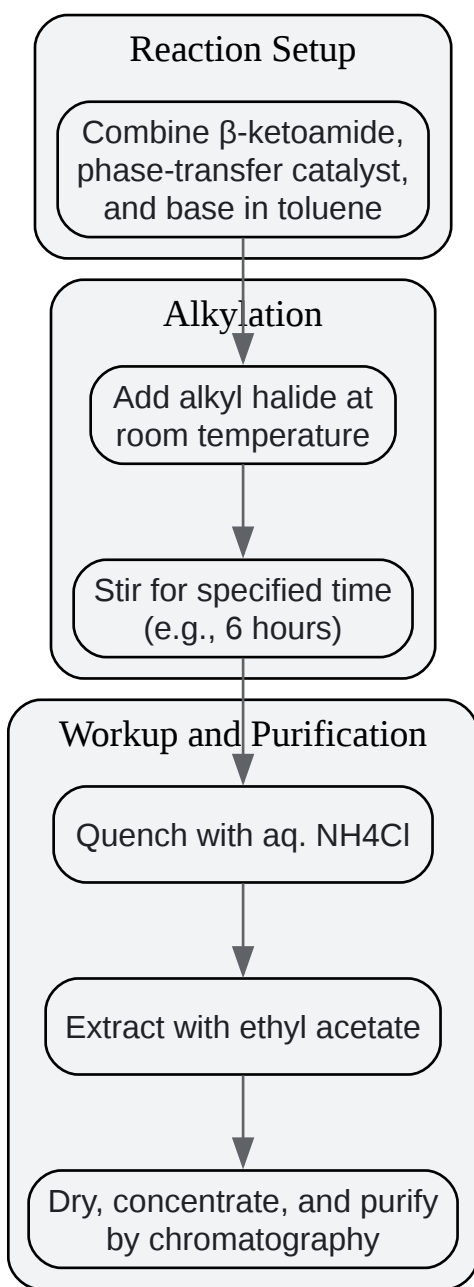 Reaction Setup
Combine β-ketoamide,
phase-transfer catalyst,
and base in toluene
Alkylation
Add alkyl halide at
room temperature
Stir for specified time
(e.g., 6 hours)
Workup and Purification
Quench with aq. NH4Cl
Extract with ethyl acetate
Dry, concentrate, and purify
by chromatography